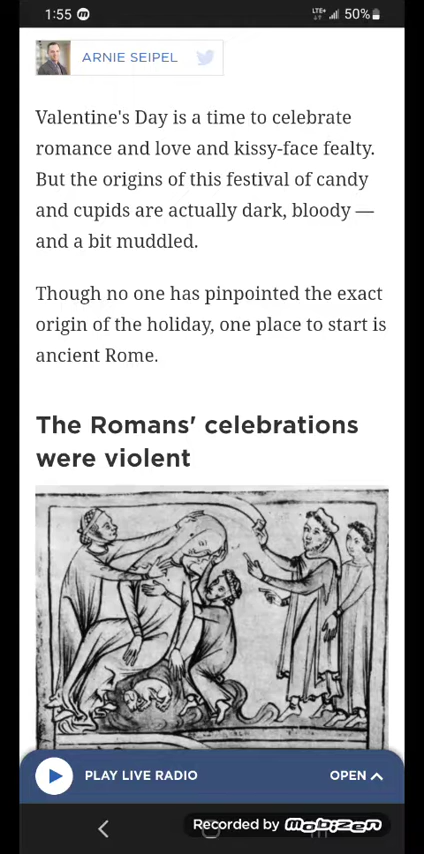 1:55
LTE+ 50%
ARNIE SEIPEL
Valentine's Day is a time to celebrate
romance and love and kissy-face fealty.
But the origins of this festival of candy
and cupids are actually dark, bloody —
and a bit muddled.
Though no one has pinpointed the exact
origin of the holiday, one place to start is
ancient Rome.
The Romans' celebrations
were violent
PLAY LIVE RADIO
OPEN
Recorded by mobizen